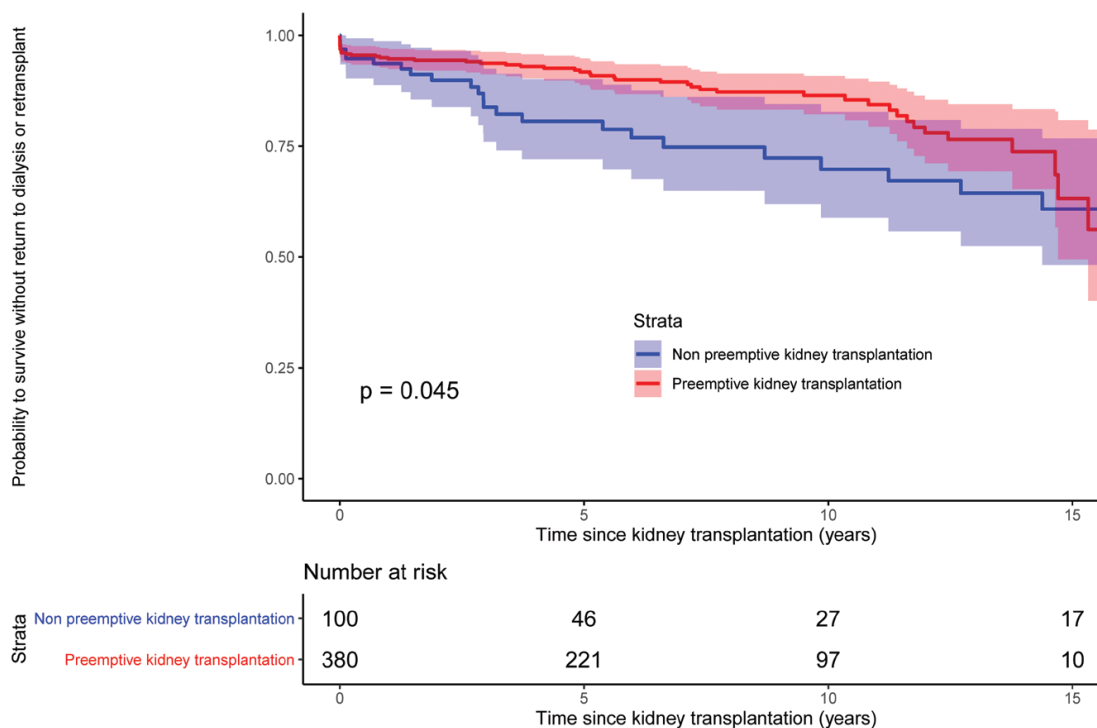 Probability to survive without return to dialysis or retransplant
1.00
0.75
0.50
0.25
0.00
p = 0.045
Strata
Non preemptive kidney transplantation
Preemptive kidney transplantation
0 5 10 15
Time since kidney transplantation (years)
Number at risk
Strata
Non preemptive kidney transplantation 100 46 27 17
Preemptive kidney transplantation 380 221 97 10
0 5 10 15
Time since kidney transplantation (years)